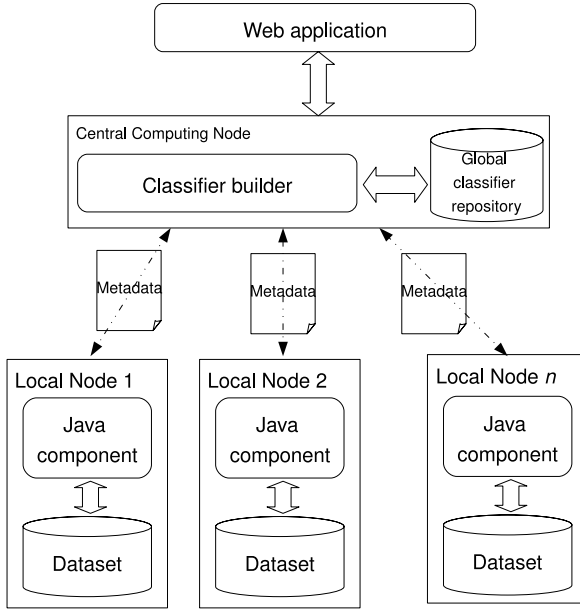 Web application
Central Computing Node
Classifier builder
Global
classifier
repository
Metadata
Metadata
Metadata
Local Node 1
Java
component
Dataset
Local Node 2
Java
component
Dataset
Local Node n
Java
component
Dataset